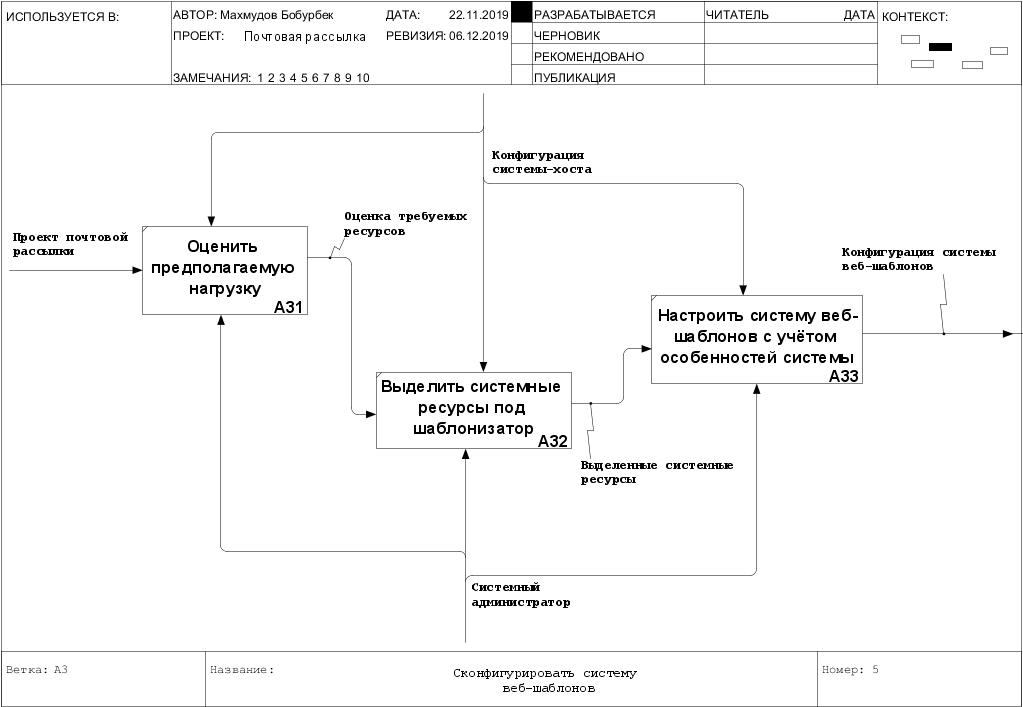 ИСПОЛЬЗУЕТСЯ В:
АВТОР: Махмудов Бобурбек
ДАТА: 22.11.2019
РАЗРАБАТЫВАЕТСЯ
ЧИТАТЕЛЬ
ДАТА
КОНТЕКСТ:
ПРОЕКТ: Почтовая рассылка
РЕВИЗИЯ: 06.12.2019
ЧЕРНОВИК
РЕКОМЕНДОВАНО
ЗАМЕЧАНИЯ: 1 2 3 4 5 6 7 8 9 10
ПУБЛИКАЦИЯ
Конфигурация
системы-хоста
Оценка требуемых
ресурсов
Проект почтовой
рассылки
Оценить
предполагаемую
нагрузку
A31
Конфигурация системы
веб-шаблонов
Настроить систему веб-
шаблонов с учётом
особенностей системы
A33
Выделить системные
ресурсы под
шаблонизатор
A32
Выделенные системные
ресурсы
Системный
администратор
Ветка: A3
Название:
Сконфигурировать систему
веб-шаблонов
Номер: 5